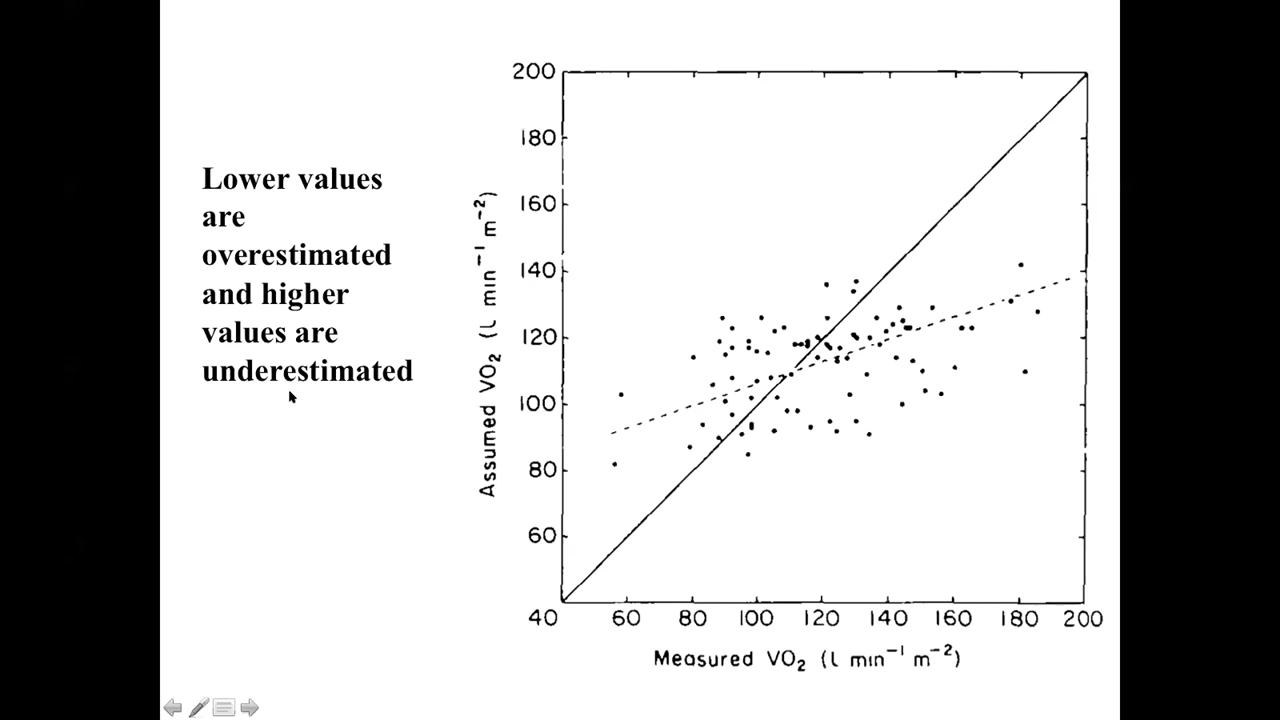 Lower values
are
overestimated
and higher
values are
underestimated
200
180
160
140
120
100
80
60
40
60
80
100
120
140
160
180
200
Assumed VO₂ (l min⁻¹ m⁻²)
Measured VO₂ (l min⁻¹ m⁻²)